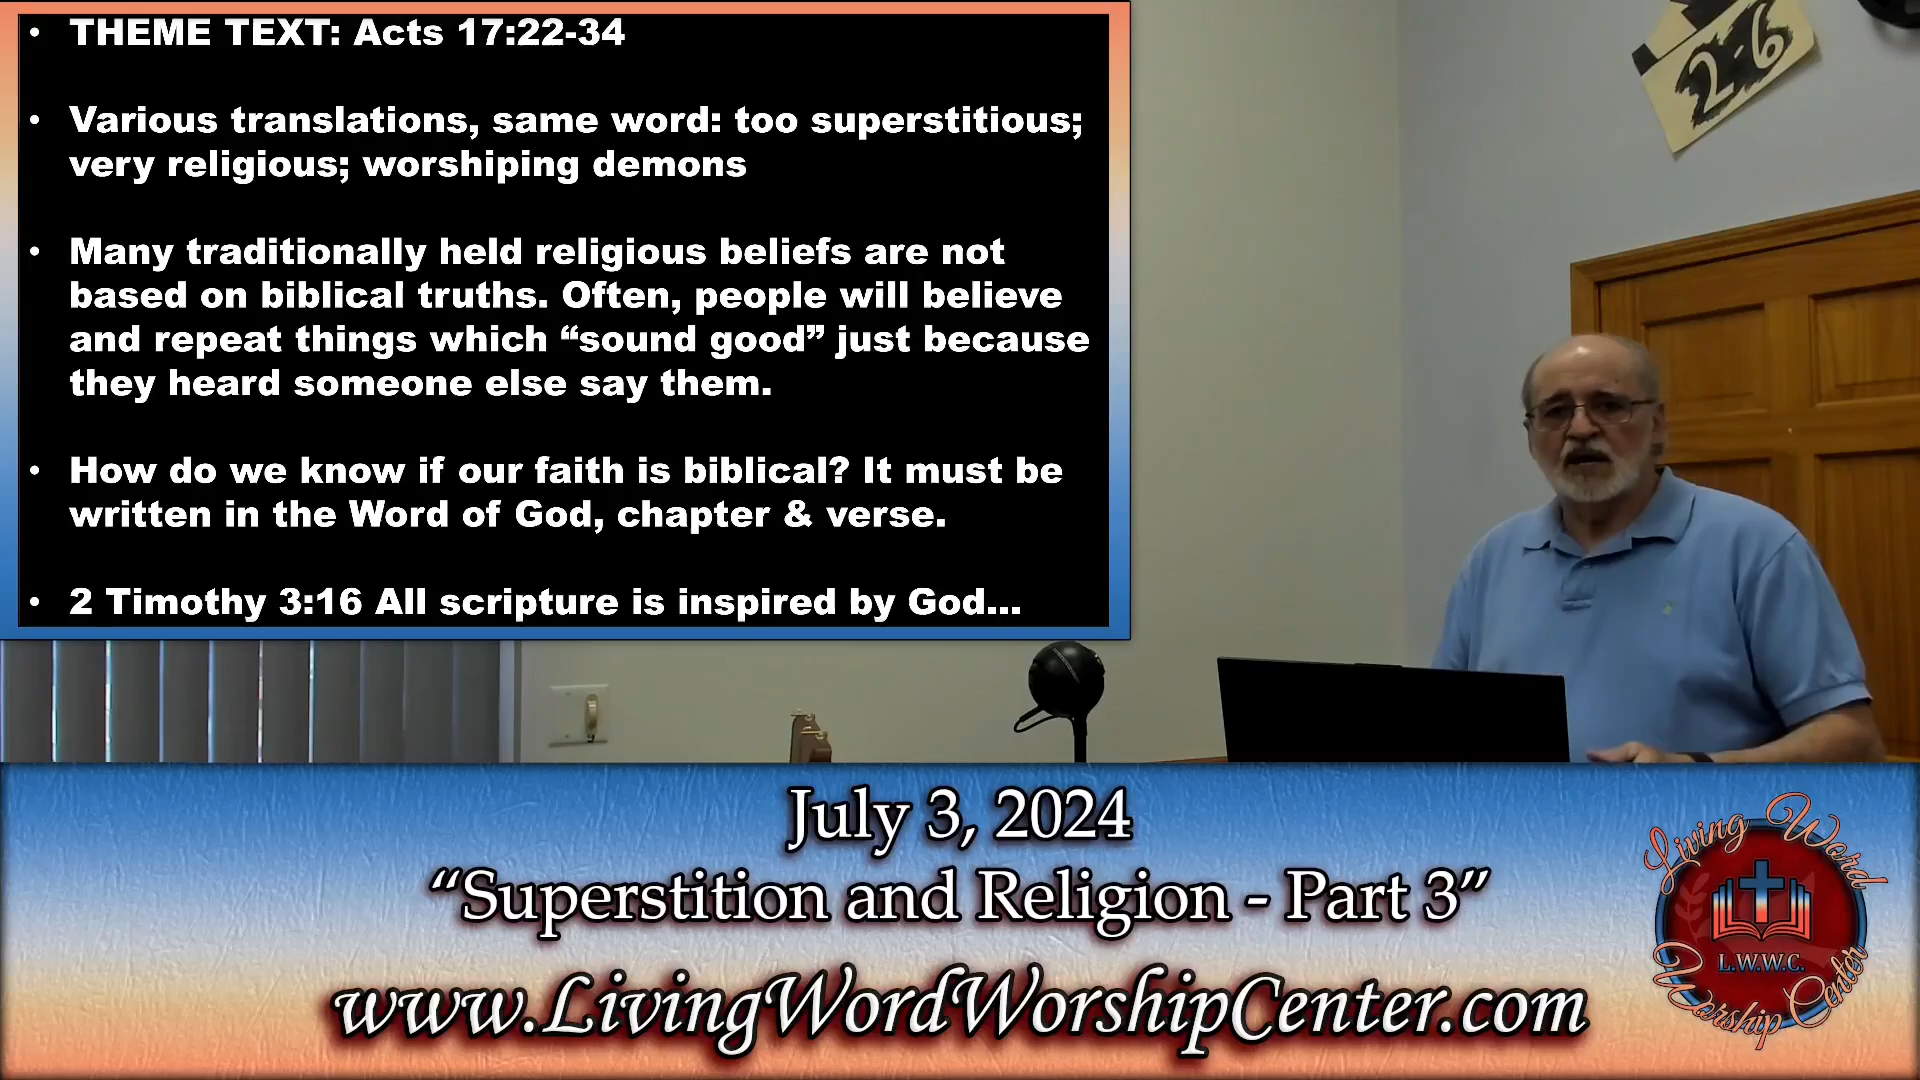 • THEME TEXT: Acts 17:22-34
• Various translations, same word: too superstitious;
very religious; worshiping demons
• Many traditionally held religious beliefs are not
based on biblical truths. Often, people will believe
and repeat things which “sound good” just because
they heard someone else say them.
• How do we know if our faith is biblical? It must be
written in the Word of God, chapter & verse.
• 2 Timothy 3:16 All scripture is inspired by God...
2-6
July 3, 2024
“Superstition and Religion - Part 3”
www.LivingWordWorshipCenter.com
Living Word
L.W.W.C.
Worship Center